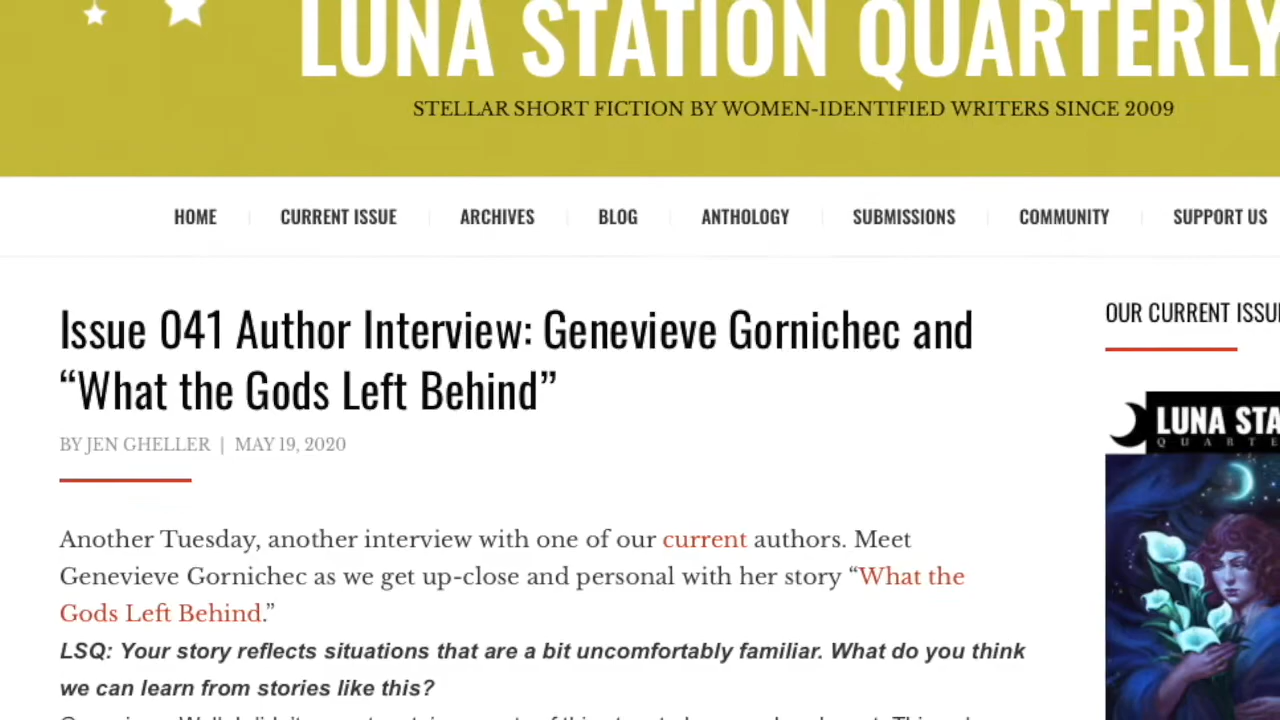 LUNA STATION QUARTERLY
STELLAR SHORT FICTION BY WOMEN-IDENTIFIED WRITERS SINCE 2009
HOME
CURRENT ISSUE
ARCHIVES
BLOG
ANTHOLOGY
SUBMISSIONS
COMMUNITY
SUPPORT US
Issue 041 Author Interview: Genevieve Gornichec and
“What the Gods Left Behind”
BY JEN GHELLER | MAY 19, 2020
Another Tuesday, another interview with one of our current authors. Meet
Genevieve Gornichec as we get up-close and personal with her story “What the
Gods Left Behind.”
LSQ: Your story reflects situations that are a bit uncomfortably familiar. What do you think
we can learn from stories like this?
OUR CURRENT ISSU
LUNA STA
QUARTE